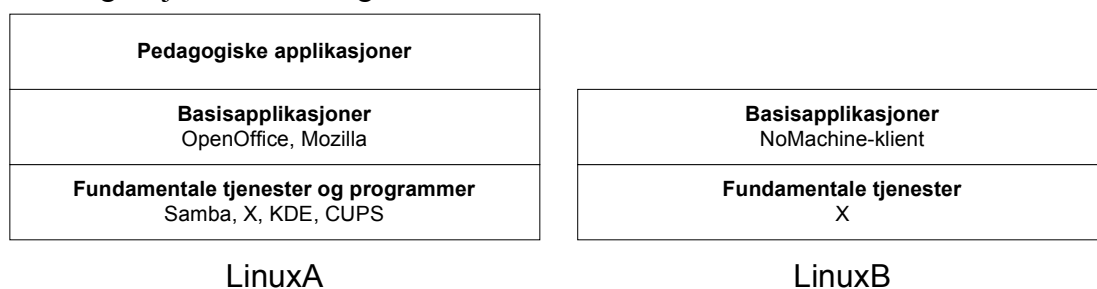 Pedagogiske applikasjoner
Basisapplikasjoner
OpenOffice, Mozilla
Fundamentale tjenester og programmer
Samba, X, KDE, CUPS
LinuxA
Basisapplikasjoner
NoMachine-klient
Fundamentale tjenester
X
LinuxB